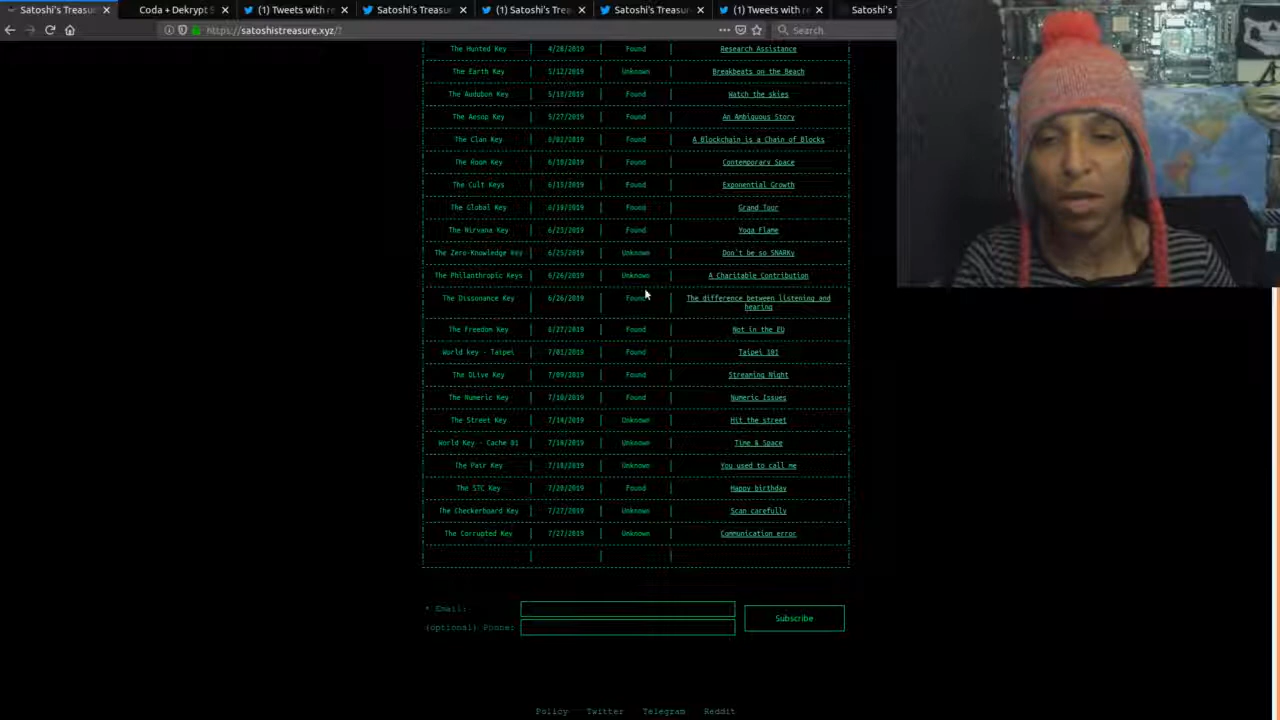 Satoshi's Treasu
Coda + Dekrypt S
(1) Tweets with re
Satoshi's Treasur
(1) Satoshi's Trea
Satoshi's Treasur
(1) Tweets with re
Satoshi's
https://satoshistreasure.xyz/?
Search
The Hunted Key 4/28/2019 Found Research Assistance
The Earth Key 5/12/2019 Unknown Breakbeats on the Beach
The Audubon Key 5/18/2019 Found Watch the skies
The Aesop Key 5/27/2019 Found An Ambiguous Story
The Clan Key 6/02/2019 Found A Blockchain is a Chain of Blocks
The Room Key 6/10/2019 Found Contemporary Space
The Cult Keys 6/13/2019 Found Exponential Growth
The Global Key 6/19/2019 Found Grand Tour
The Nirvana Key 6/23/2019 Found Yoga Flame
The Zero-Knowledge Key 6/25/2019 Unknown Don't be so SNARKy
The Philanthropic Keys 6/26/2019 Unknown A Charitable Contribution
The Dissonance Key 6/26/2019 Found The difference between listening and
hearing
The Freedom Key 6/27/2019 Found Not in the EU
World key - Taipei 7/01/2019 Found Taipei 101
The DLive Key 7/09/2019 Found Streaming Night
The Numeric Key 7/10/2019 Found Numeric Issues
The Street Key 7/14/2019 Unknown Hit the street
World Key - Cache 01 Unknown Time & Space
The Pair Key 7/18/2019 Unknown You used to call me
The STC Key 7/20/2019 Found Happy birthday
The Checkerboard Key 7/27/2019 Unknown Scan carefully
The Corrupted Key 7/27/2019 Unknown Communication error
* Email:
(optional) Phone:
Subscribe
Policy Twitter Telegram Reddit